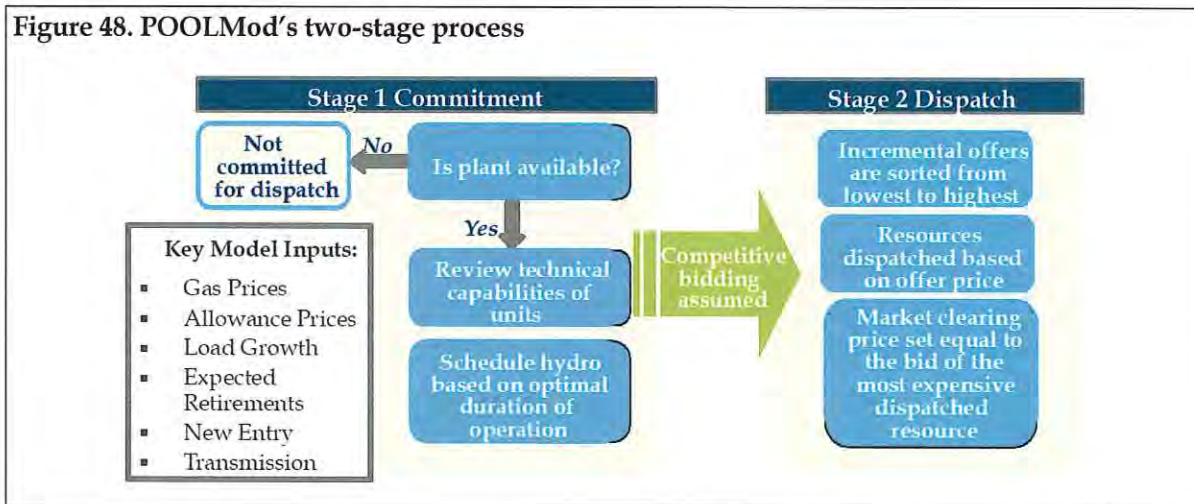 Figure 48. POOLMod's two-stage process
Stage 1 Commitment
Not
committed
for dispatch
No
Is plant available?
Yes
Key Model Inputs:
▪ Gas Prices
▪ Allowance Prices
▪ Load Growth
▪ Expected
Retirements
▪ New Entry
▪ Transmission
Review technical
capabilities of
units
Schedule hydro
based on optimal
duration of
operation
Competitive
bidding
assumed
Stage 2 Dispatch
Incremental offers
are sorted from
lowest to highest
Resources
dispatched based
on offer price
Market clearing
price set equal to
the bid of the
most expensive
dispatched
resource